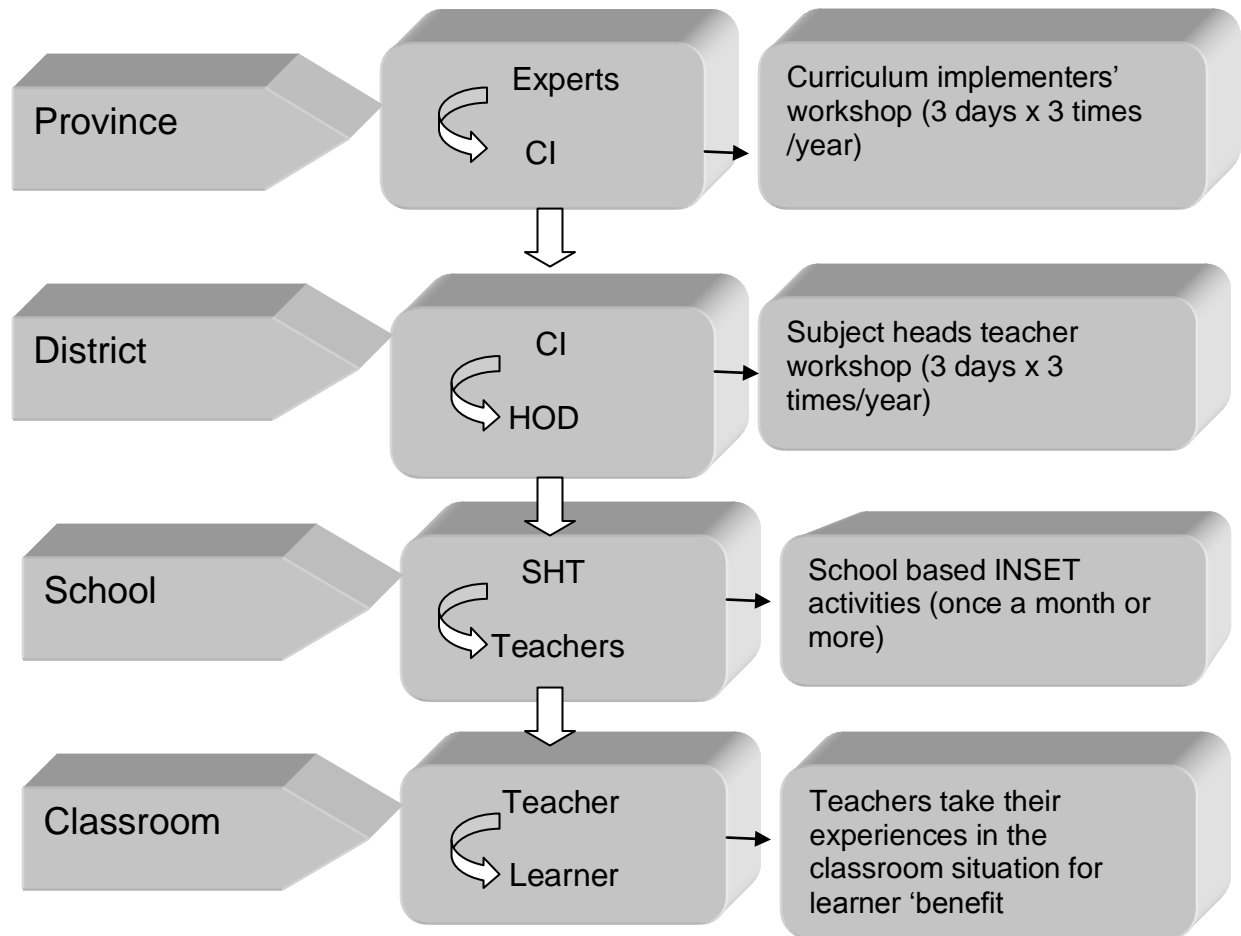 Province
Experts
CI
Curriculum implementers’
workshop (3 days x 3 times
/year)
District
CI
HOD
Subject heads teacher
workshop (3 days x 3
times/year)
School
SHT
Teachers
School based INSET
activities (once a month or
more)
Classroom
Teacher
Learner
Teachers take their
experiences in the
classroom situation for
learner ‘benefit